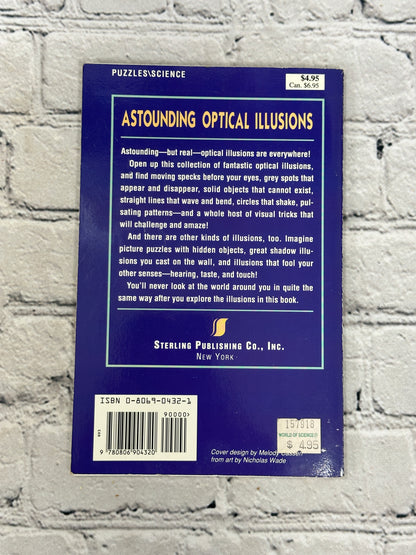 PUZZLES\SCIENCE
$4.95
Can. $6.95
ASTOUNDING OPTICAL ILLUSIONS
Astounding—but real—optical illusions are everywhere!
Open up this collection of fantastic optical illusions,
and find moving specks before your eyes, grey spots that
appear and disappear, solid objects that cannot exist,
straight lines that wave and bend, circles that shake, pul-
sating patterns—and a whole host of visual tricks that
will challenge and amaze!
And there are other kinds of illusions, too. Imagine
picture puzzles with hidden objects, great shadow illu-
sions you cast on the wall, and illusions that fool your
other senses—hearing, taste, and touch!
You'll never look at the world around you in quite the
same way after you explore the illusions in this book.
STERLING PUBLISHING CO., INC.
NEW YORK
ISBN 0-8069-0432-1
90000>
EAN
9 780806 904320
157918
WORLD OF SCIENCE
$ 4.95
Cover design by Melody Cassen
from art by Nicholas Wade